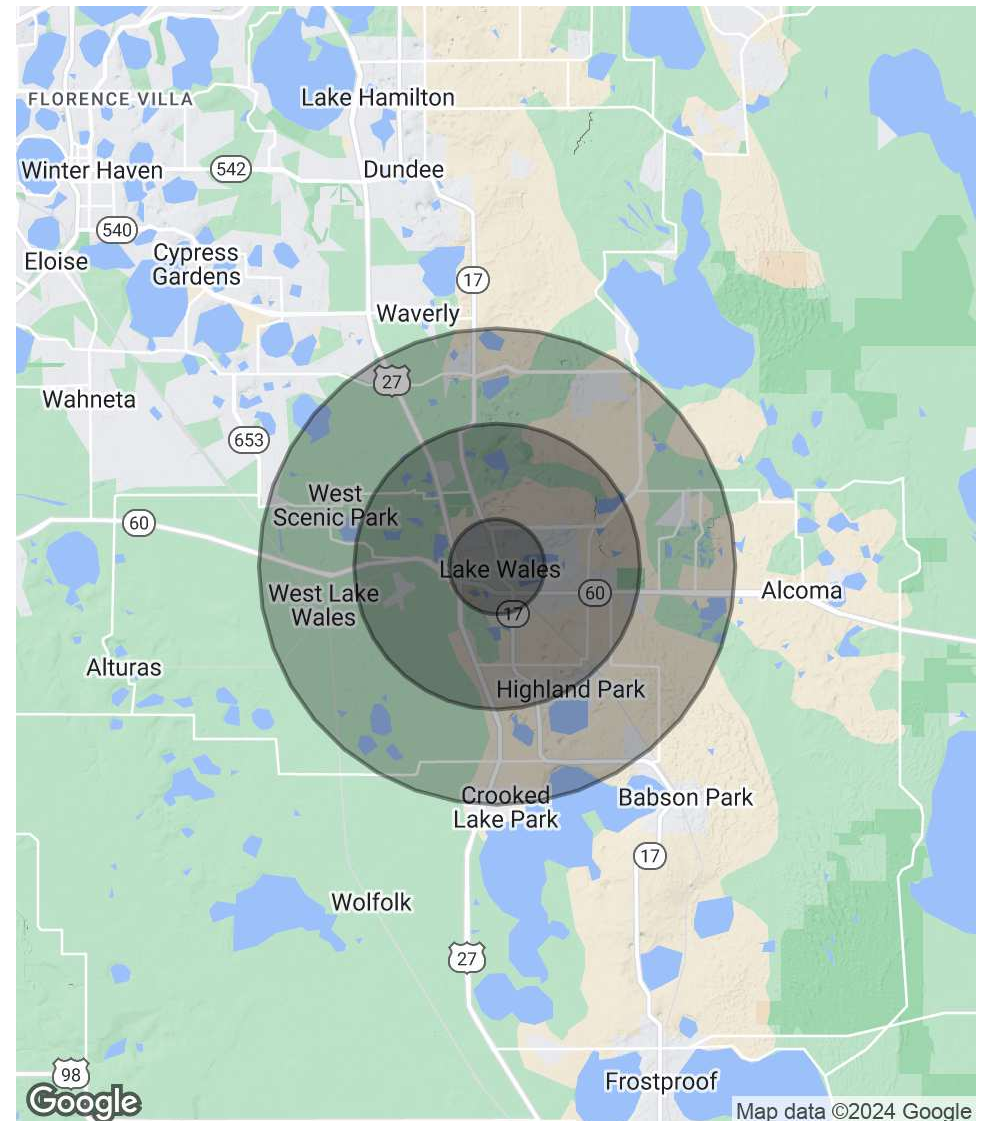 Lake Hamilton
FLORENCE VILLA
Winter Haven
542
Dundee
540
Eloise
Cypress
Gardens
17
Waverly
27
Wahneta
653
West
Scenic Park
60
Lake Wales
West Lake
Wales
60
Alcoma
17
Alturas
Highland Park
Crooked
Lake Park
Babson Park
17
Wolfolk
27
98
Frostproof
Google
Map data ©2024 Google